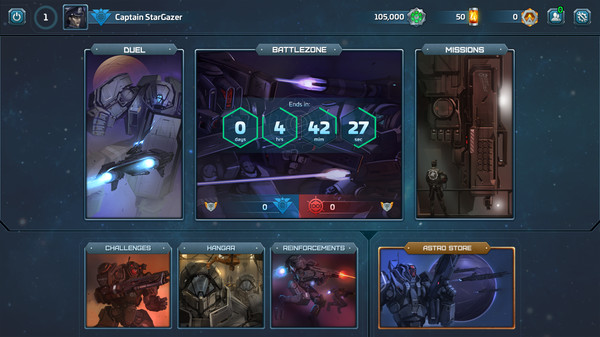 1
Captain StarGazer
105,000
50
0
0
DUEL
BATTLEZONE
MISSIONS
Ends in:
0
4
42
27
days
hrs
min
sec
0
0
CHALLENGES
HANGAR
REINFORCEMENTS
ASTRO STORE